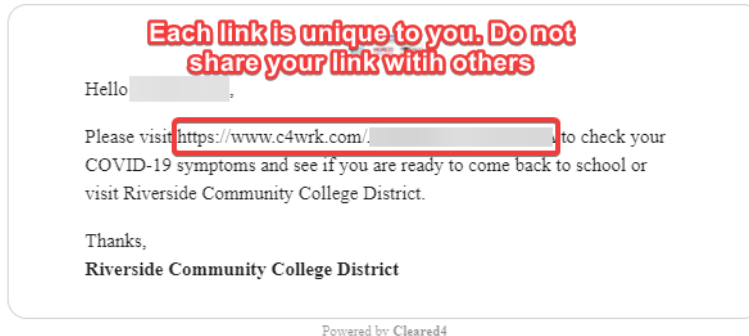 Each link is unique to you. Do not
share your link witih others
Hello ,
Please visit https://www.c4wrk.com/ to check your
COVID-19 symptoms and see if you are ready to come back to school or
visit Riverside Community College District.
Thanks,
Riverside Community College District
Powered by Cleared4